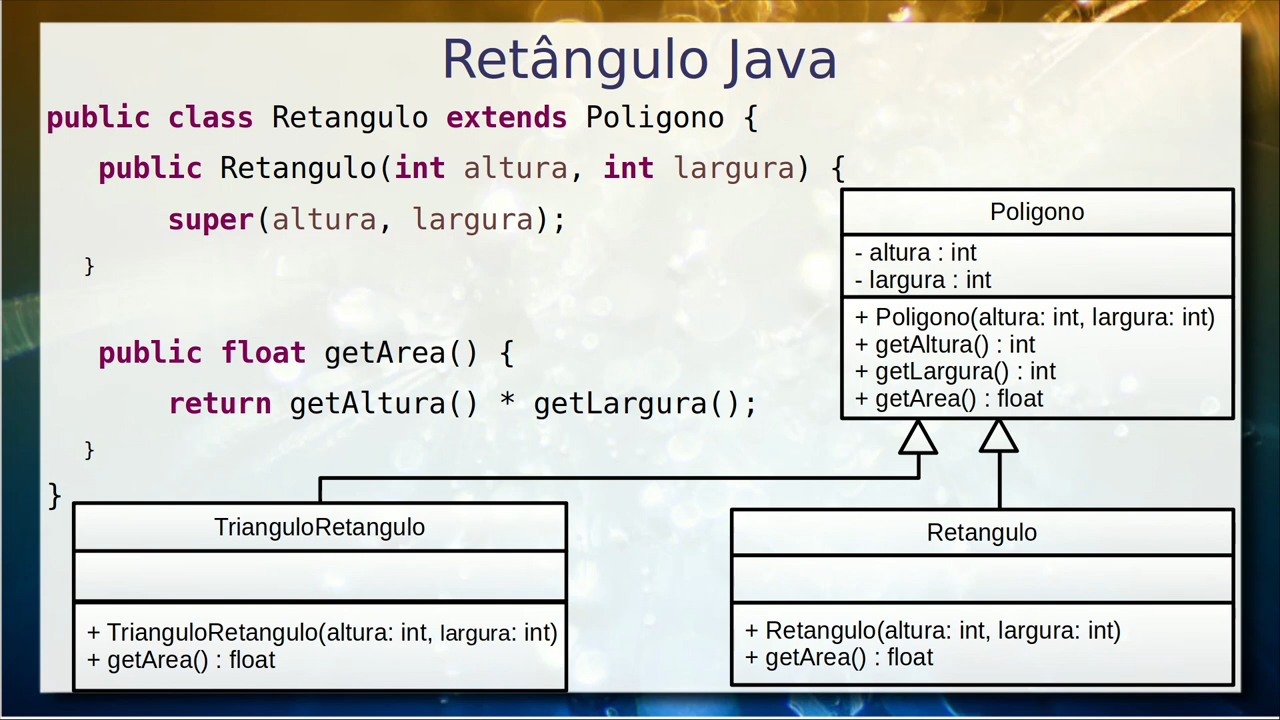 Retângulo Java
public class Retangulo extends Poligono {
public Retangulo(int altura, int largura) {
super(altura, largura);
}
public float getArea() {
return getAltura() * getLargura();
}
}
Poligono
- altura : int
- largura : int
+ Poligono(altura: int, largura: int)
+ getAltura() : int
+ getLargura() : int
+ getArea() : float
TrianguloRetangulo
+ TrianguloRetangulo(altura: int, largura: int)
+ getArea() : float
Retangulo
+ Retangulo(altura: int, largura: int)
+ getArea() : float